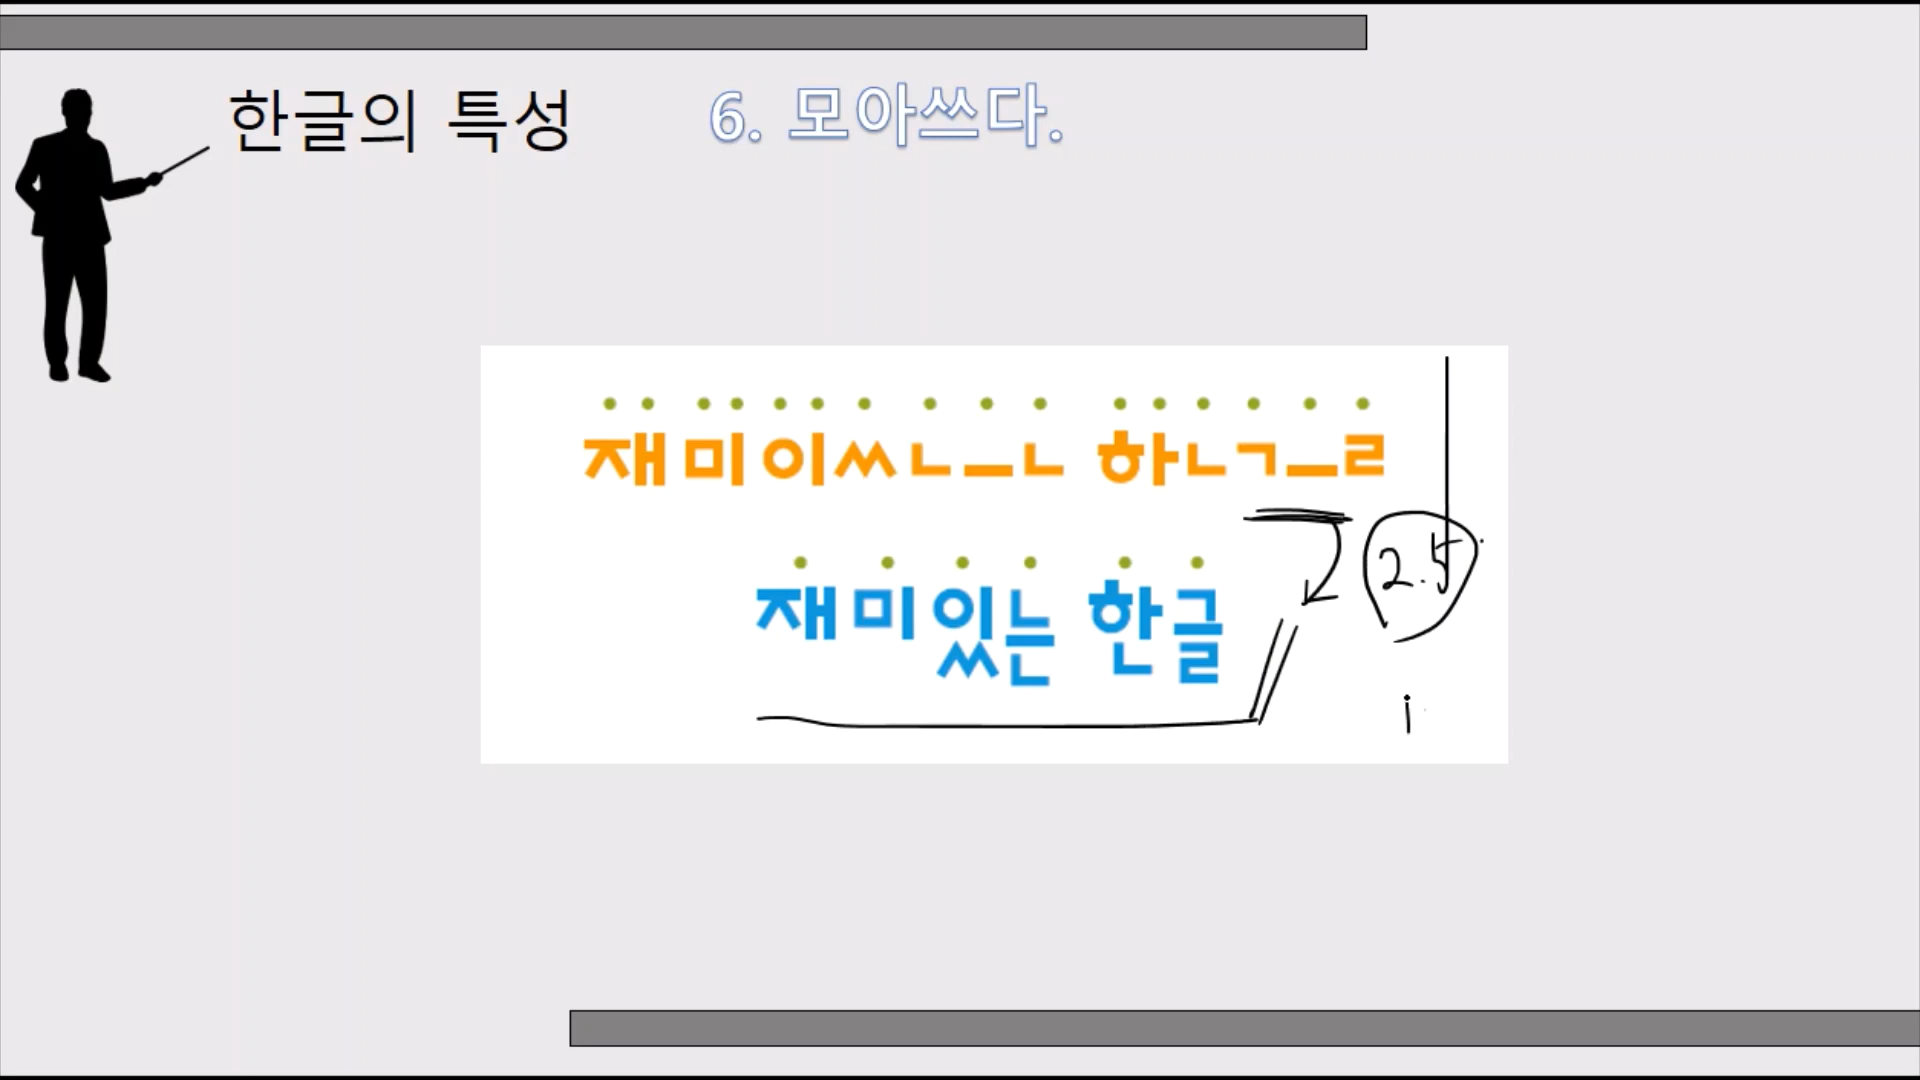 한글의 특성
6. 모아쓰다.
재미이ㅆㄴㅡㄴ 하ㄴㄱㅡㄹ
2.5
재미있는 한글
i